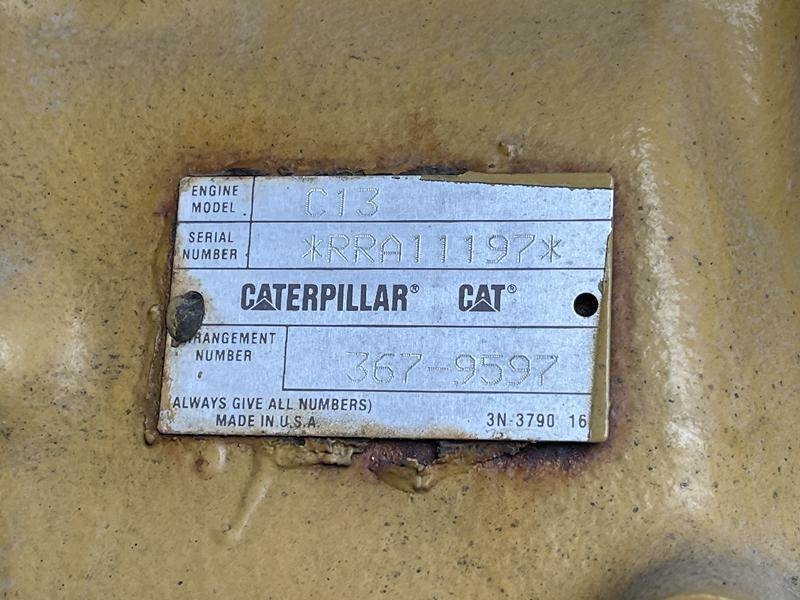 ENGINE MODEL C13
SERIAL NUMBER *RRA11197*
CATERPILLAR® CAT®
RRANGEMENT NUMBER 367-9597
(ALWAYS GIVE ALL NUMBERS)
MADE IN U.S.A. 3N-3790 16